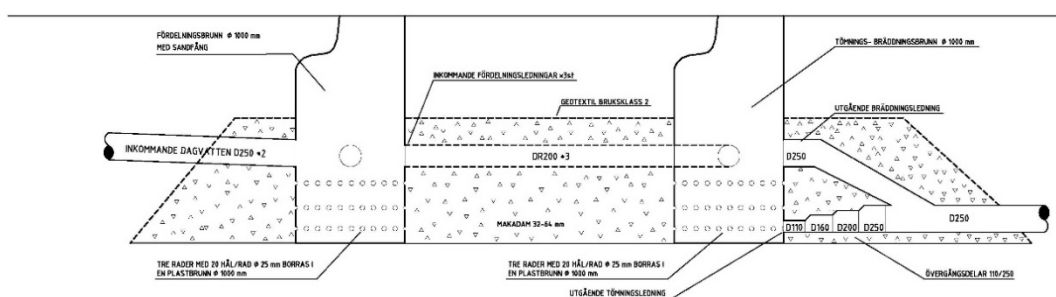 FÖRDELNINGSBRUNN Ø 1000 mm
MED SANDFÅNG
TÖMNINGS- BRÄDDNINGSBRUNN Ø 1000 mm
INKOMMANDE FÖRDELNINGSLEDNINGAR ×3st
GEOTEXTIL BRUKSKLASS 2
UTGÅENDE BRÄDDNINGSLEDNING
INKOMMANDE DAGVATTEN D250 *2
DR200 *3
D250
MAKADAM 32-64 mm
D110
D160
D200
D250
D250
TRE RADER MED 20 HÅL/RAD Ø 25 mm BORRAS I
EN PLASTBRUNN Ø 1000 mm
TRE RADER MED 20 HÅL/RAD Ø 25 mm BORRAS I
EN PLASTBRUNN Ø 1000 mm
ÖVERGÅNGSDELAR 110/250
UTGÅENDE TÖMNINGSLEDNING